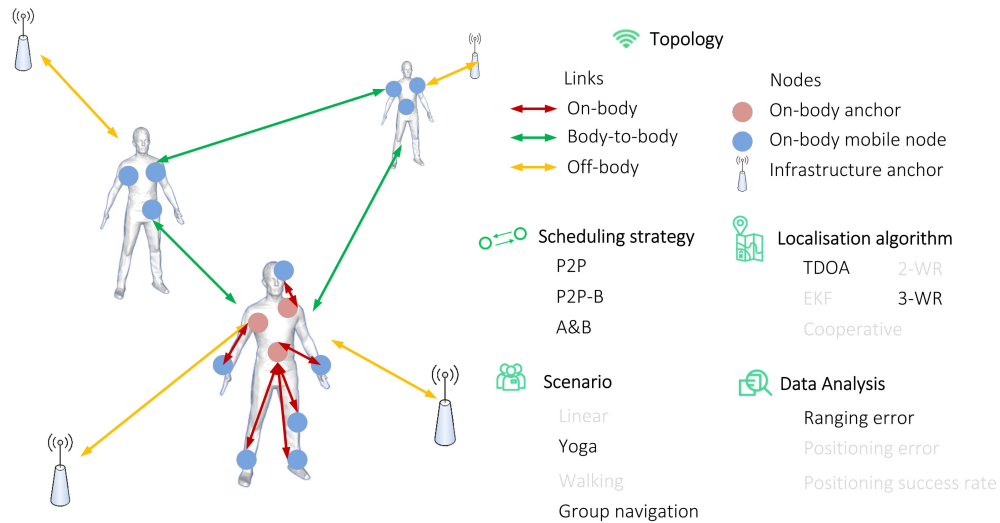 Topology
Links
On-body
Body-to-body
Off-body
Nodes
On-body anchor
On-body mobile node
Infrastructure anchor
Scheduling strategy
P2P
P2P-B
A&B
Localisation algorithm
TDOA 2-WR
EKF 3-WR
Cooperative
Scenario
Linear
Yoga
Walking
Group navigation
Data Analysis
Ranging error
Positioning error
Positioning success rate